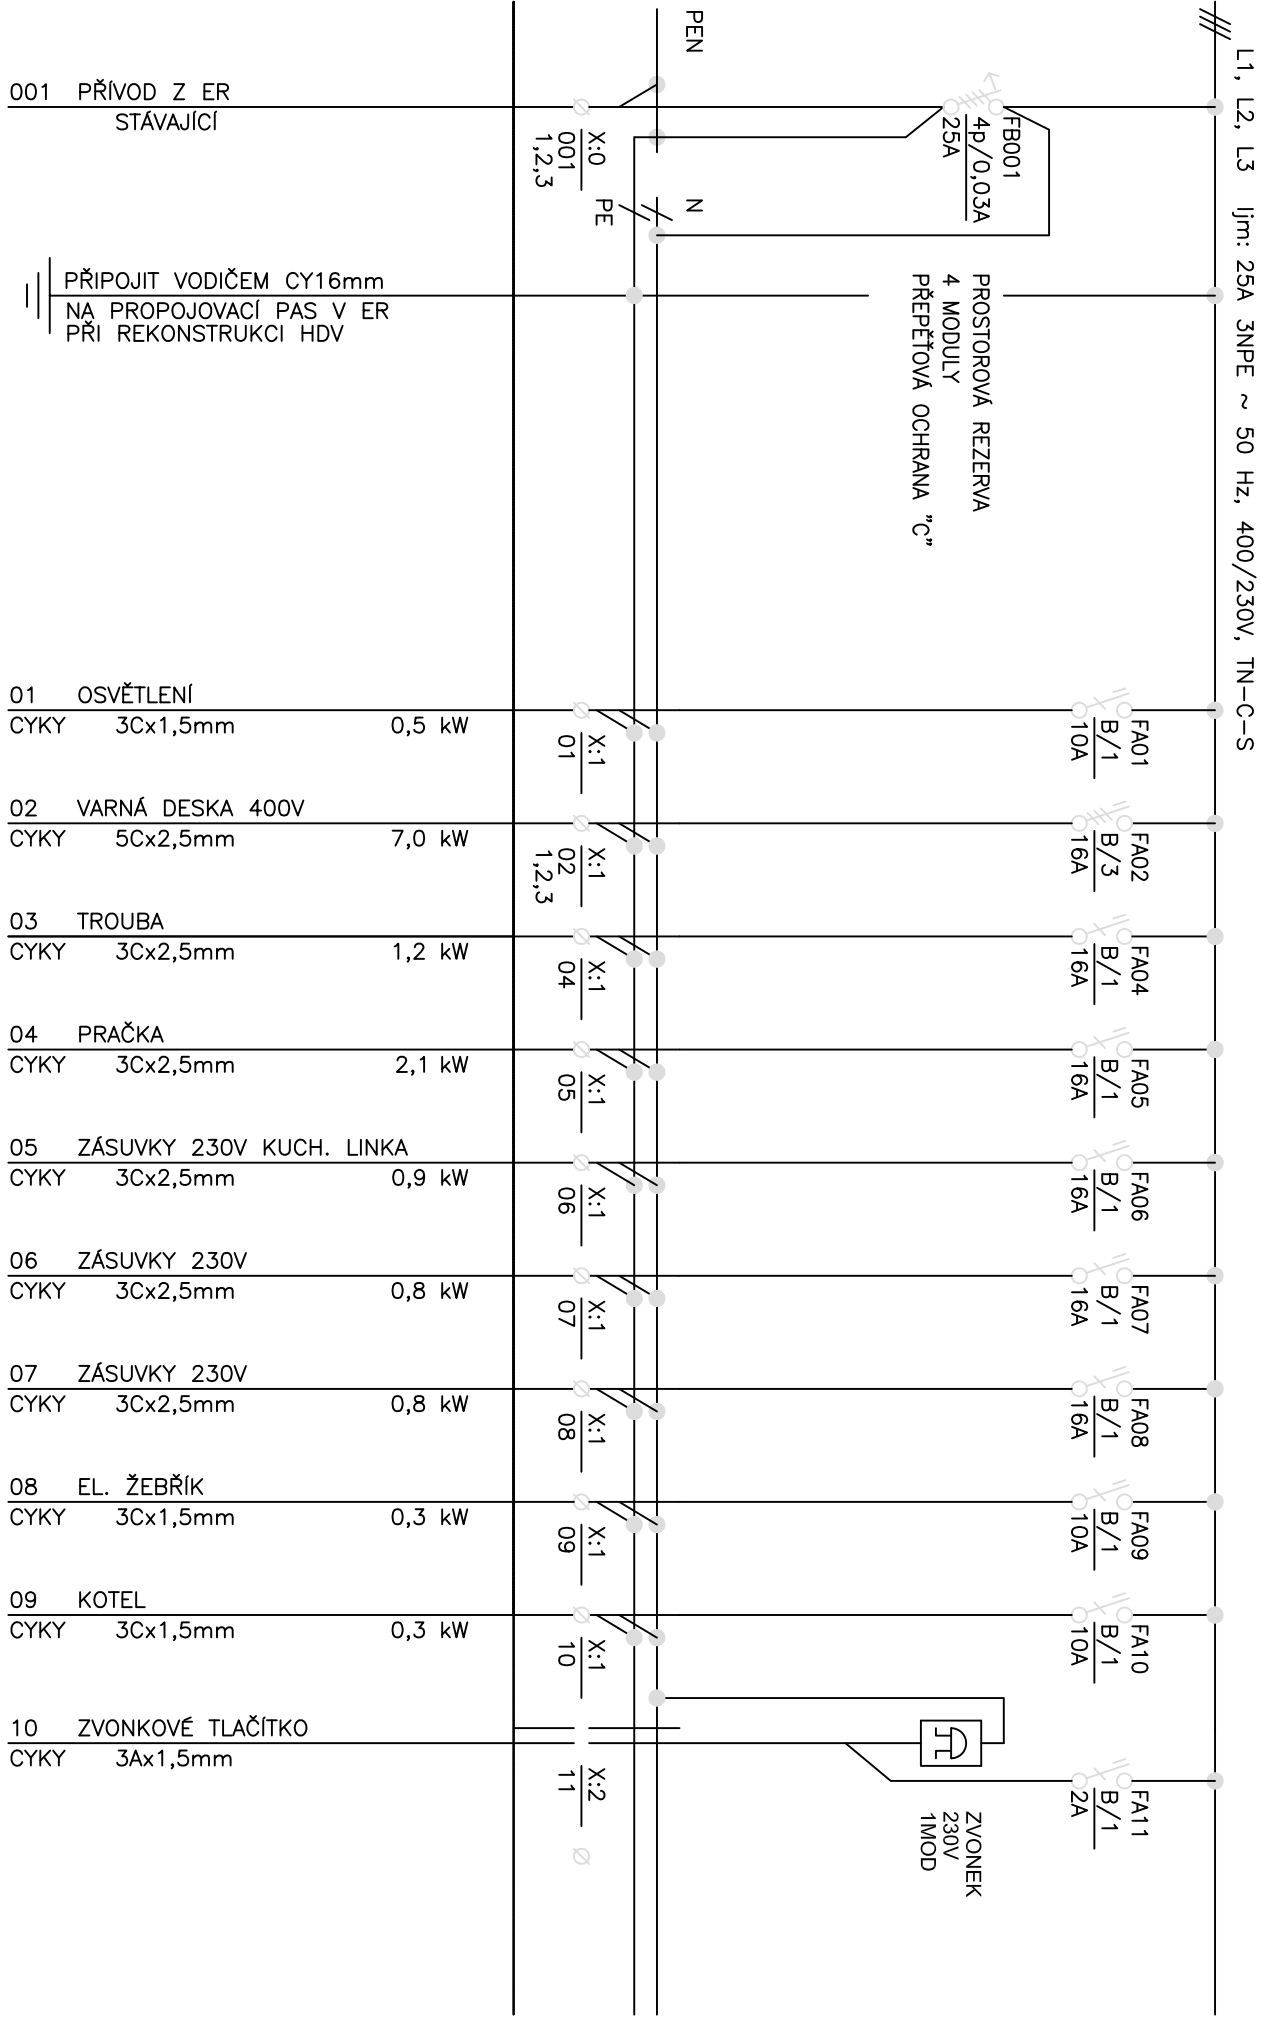 L1, L2, L3 Ijm: 25A 3NPE ~ 50 Hz, 400/230V, TN-C-S
PEN
001 PŘÍVOD Z ER
STÁVAJÍCÍ
X:0
001
1,2,3
FB001
4p/0,03A
25A
N
PE
PŘIPOJIT VODIČEM CY16mm
NA PROPOJOVACÍ PAS V ER
PŘI REKONSTRUKCI HDV
PROSTOROVÁ REZERVA
4 MODULY
PŘEPĚŤOVÁ OCHRANA "C"
01 OSVĚTLENÍ
CYKY 3Cx1,5mm 0,5 kW
X:1
01
FA01
B/1
10A
02 VARNÁ DESKA 400V
CYKY 5Cx2,5mm 7,0 kW
X:1
02
1,2,3
FA02
B/3
16A
03 TROUBA
CYKY 3Cx2,5mm 1,2 kW
X:1
04
FA04
B/1
16A
04 PRAČKA
CYKY 3Cx2,5mm 2,1 kW
X:1
05
FA05
B/1
16A
05 ZÁSUVKY 230V KUCH. LINKA
CYKY 3Cx2,5mm 0,9 kW
X:1
06
FA06
B/1
16A
06 ZÁSUVKY 230V
CYKY 3Cx2,5mm 0,8 kW
X:1
07
FA07
B/1
16A
07 ZÁSUVKY 230V
CYKY 3Cx2,5mm 0,8 kW
X:1
08
FA08
B/1
16A
08 EL. ŽEBŘÍK
CYKY 3Cx1,5mm 0,3 kW
X:1
09
FA09
B/1
10A
09 KOTEL
CYKY 3Cx1,5mm 0,3 kW
X:1
10
FA10
B/1
10A
10 ZVONKOVÉ TLAČÍTKO
CYKY 3Ax1,5mm
X:2
11
FA11
B/1
2A
ZVONEK
230V
1MOD